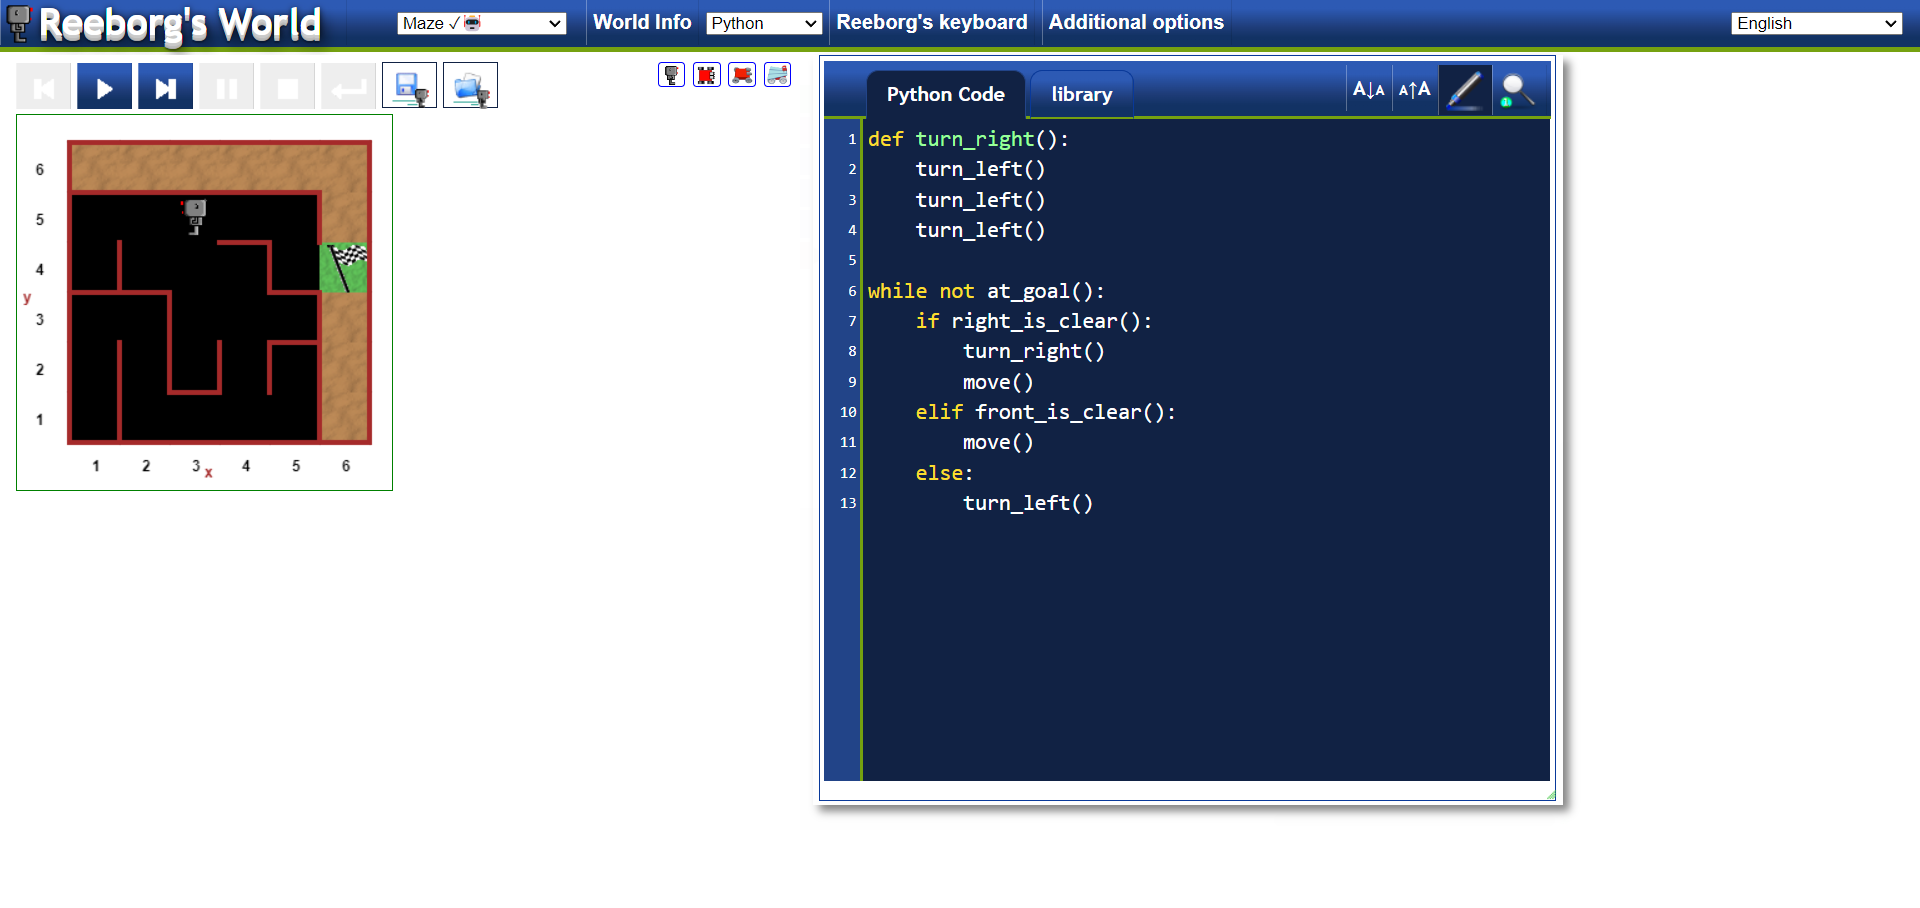 Reeborg's World
Maze ✓ 🤖
World Info
Python
Reeborg's keyboard
Additional options
English
Python Code
library
A↓A
A↑A
1 def turn_right():
2 turn_left()
3 turn_left()
4 turn_left()
5
6 while not at_goal():
7 if right_is_clear():
8 turn_right()
9 move()
10 elif front_is_clear():
11 move()
12 else:
13 turn_left()
6
5
4
y
3
2
1
1 2 3 x 4 5 6